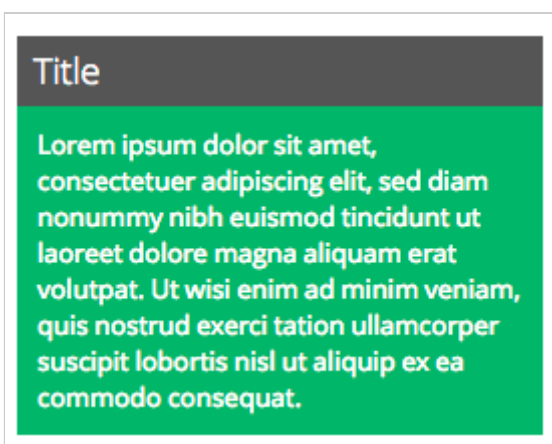 Title
Lorem ipsum dolor sit amet,
consectetuer adipiscing elit, sed diam
nonummy nibh euismod tincidunt ut
laoreet dolore magna aliquam erat
volutpat. Ut wisi enim ad minim veniam,
quis nostrud exerci tation ullamcorper
suscipit lobortis nisl ut aliquip ex ea
commodo consequat.